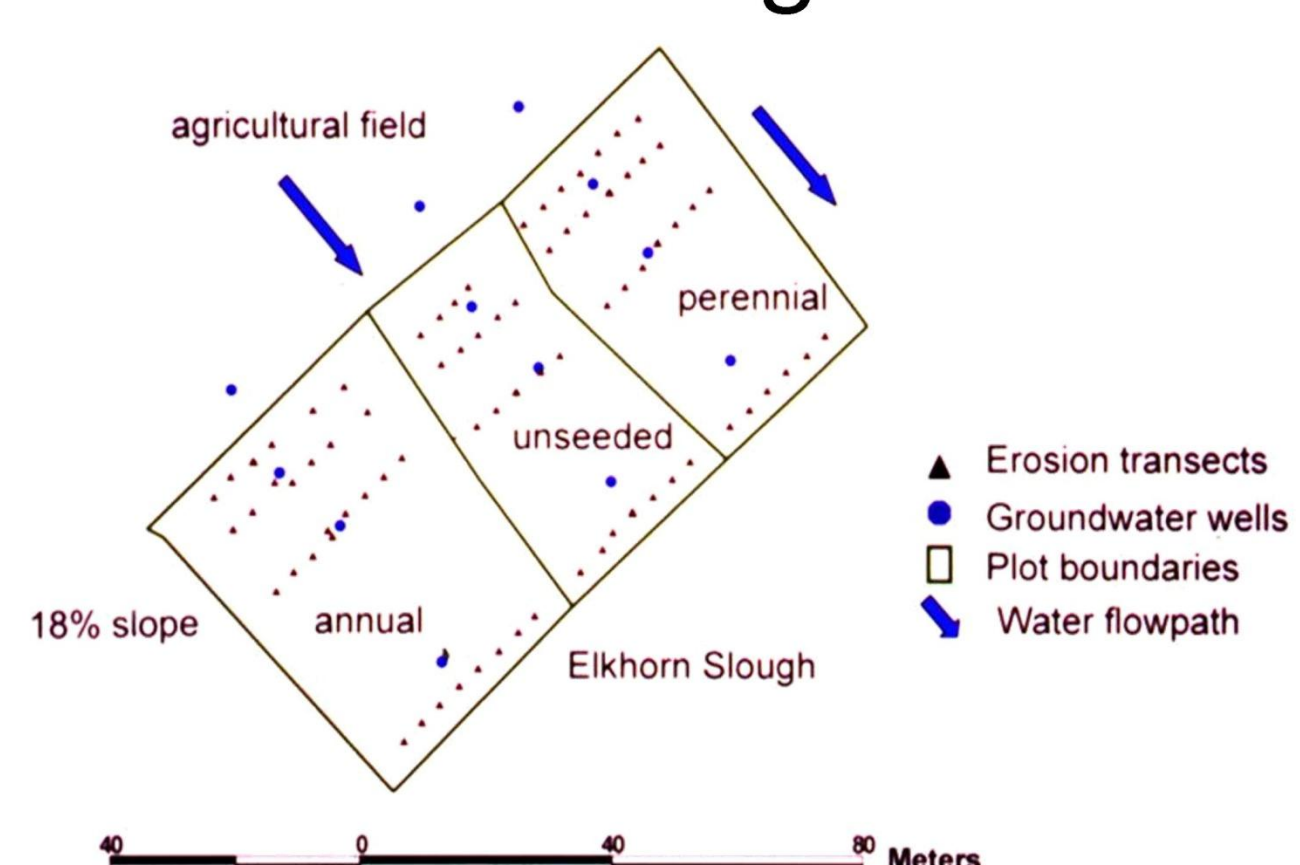 agricultural field
perennial
unseeded
annual
18% slope
Elkhorn Slough
Erosion transects
Groundwater wells
Plot boundaries
Water flowpath
40 0 40 80 Meters